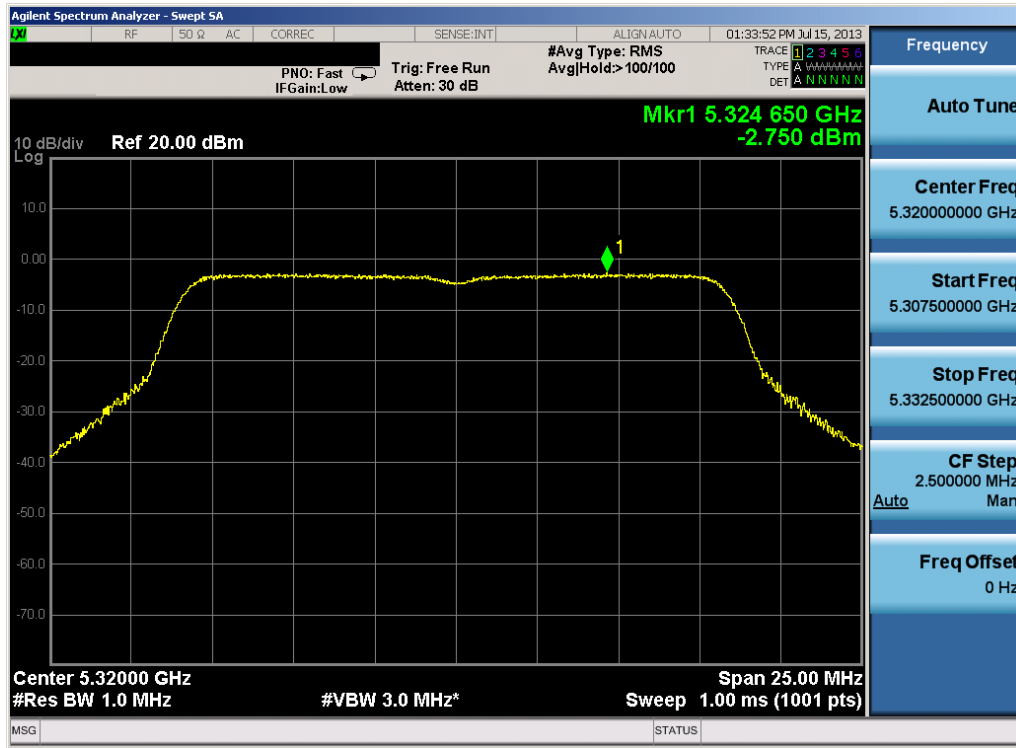 Agilent Spectrum Analyzer - Swept SA
LXI RF 50 Ω AC CORREC SENSE:INT ALIGN AUTO 01:33:52 PM Jul 15, 2013
PNO: Fast
IFGain:Low
Trig: Free Run
Atten: 30 dB
#Avg Type: RMS
Avg|Hold:> 100/100
TRACE 1 2 3 4 5 6
TYPE A WWWWW
DET A N N N N N
Mkr1 5.324 650 GHz
-2.750 dBm
10 dB/div Ref 20.00 dBm
Log
10.0
0.00
-10.0
-20.0
-30.0
-40.0
-50.0
-60.0
-70.0
1
Center 5.32000 GHz Span 25.00 MHz
#Res BW 1.0 MHz #VBW 3.0 MHz* Sweep 1.00 ms (1001 pts)
MSG STATUS
Frequency
Auto Tune
Center Freq
5.320000000 GHz
Start Freq
5.307500000 GHz
Stop Freq
5.332500000 GHz
CF Step
2.500000 MHz
Auto Man
Freq Offset
0 Hz